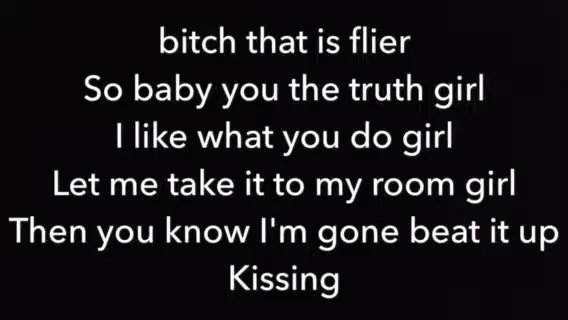 bitch that is flier
So baby you the truth girl
I like what you do girl
Let me take it to my room girl
Then you know I'm gone beat it up
Kissing